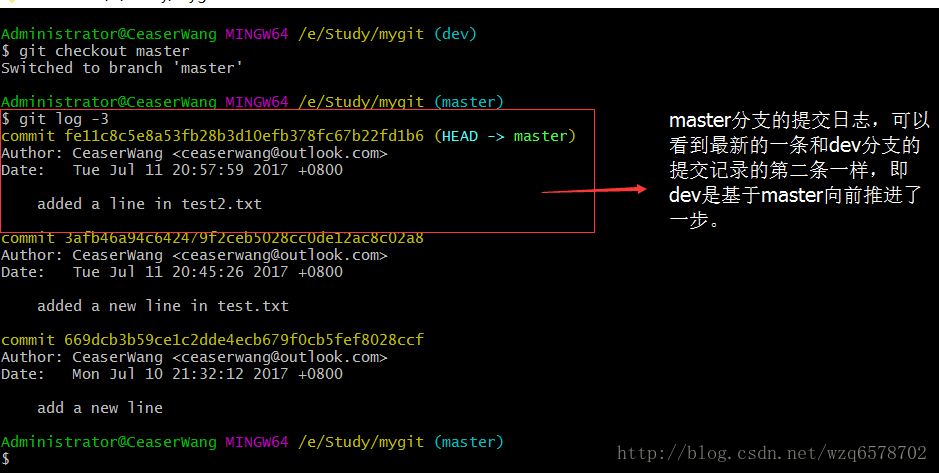 Administrator@CeaserWang MINGW64 /e/Study/mygit (dev)
$ git checkout master
Switched to branch 'master'
Administrator@CeaserWang MINGW64 /e/Study/mygit (master)
$ git log -3
commit fe11c8c5e8a53fb28b3d10efb378fc67b22fd1b6 (HEAD -> master)
Author: CeaserWang <ceaserwang@outlook.com>
Date:   Tue Jul 11 20:57:59 2017 +0800
added a line in test2.txt
commit 3afb46a94c642479f2ceb5028cc0de12ac8c02a8
Author: CeaserWang <ceaserwang@outlook.com>
Date:   Tue Jul 11 20:45:26 2017 +0800
added a new line in test.txt
commit 669dcb3b59ce1c2dde4ecb679f0cb5fef8028ccf
Author: CeaserWang <ceaserwang@outlook.com>
Date:   Mon Jul 10 21:32:12 2017 +0800
add a new line
Administrator@CeaserWang MINGW64 /e/Study/mygit (master)
$
master分支的提交日志，可以
看到最新的一条和dev分支的
提交记录的第二条一样，即
dev是基于master向前推进了
一步。
http://blog.csdn.net/wzq6578702